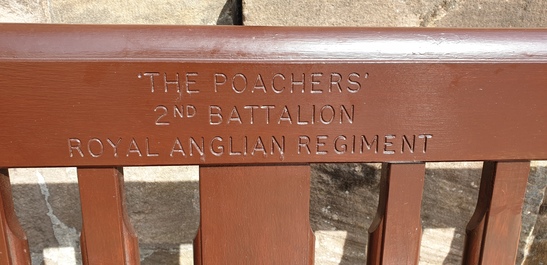 'THE POACHERS'
2ND BATTALION
ROYAL ANGLIAN REGIMENT